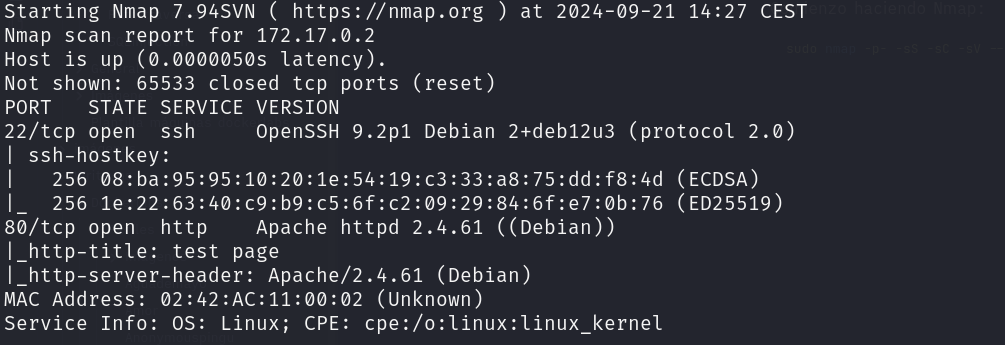 Starting Nmap 7.94SVN ( https://nmap.org ) at 2024-09-21 14:27 CEST
Nmap scan report for 172.17.0.2
Host is up (0.0000050s latency).
Not shown: 65533 closed tcp ports (reset)
PORT   STATE SERVICE VERSION
22/tcp open  ssh     OpenSSH 9.2p1 Debian 2+deb12u3 (protocol 2.0)
| ssh-hostkey:
|   256 08:ba:95:95:10:20:1e:54:19:c3:33:a8:75:dd:f8:4d (ECDSA)
|_  256 1e:22:63:40:c9:b9:c5:6f:c2:09:29:84:6f:e7:0b:76 (ED25519)
80/tcp open  http    Apache httpd 2.4.61 ((Debian))
|_http-title: test page
|_http-server-header: Apache/2.4.61 (Debian)
MAC Address: 02:42:AC:11:00:02 (Unknown)
Service Info: OS: Linux; CPE: cpe:/o:linux:linux_kernel
haciendo Nmap!
sudo nmap -p- -sS -sC -sV